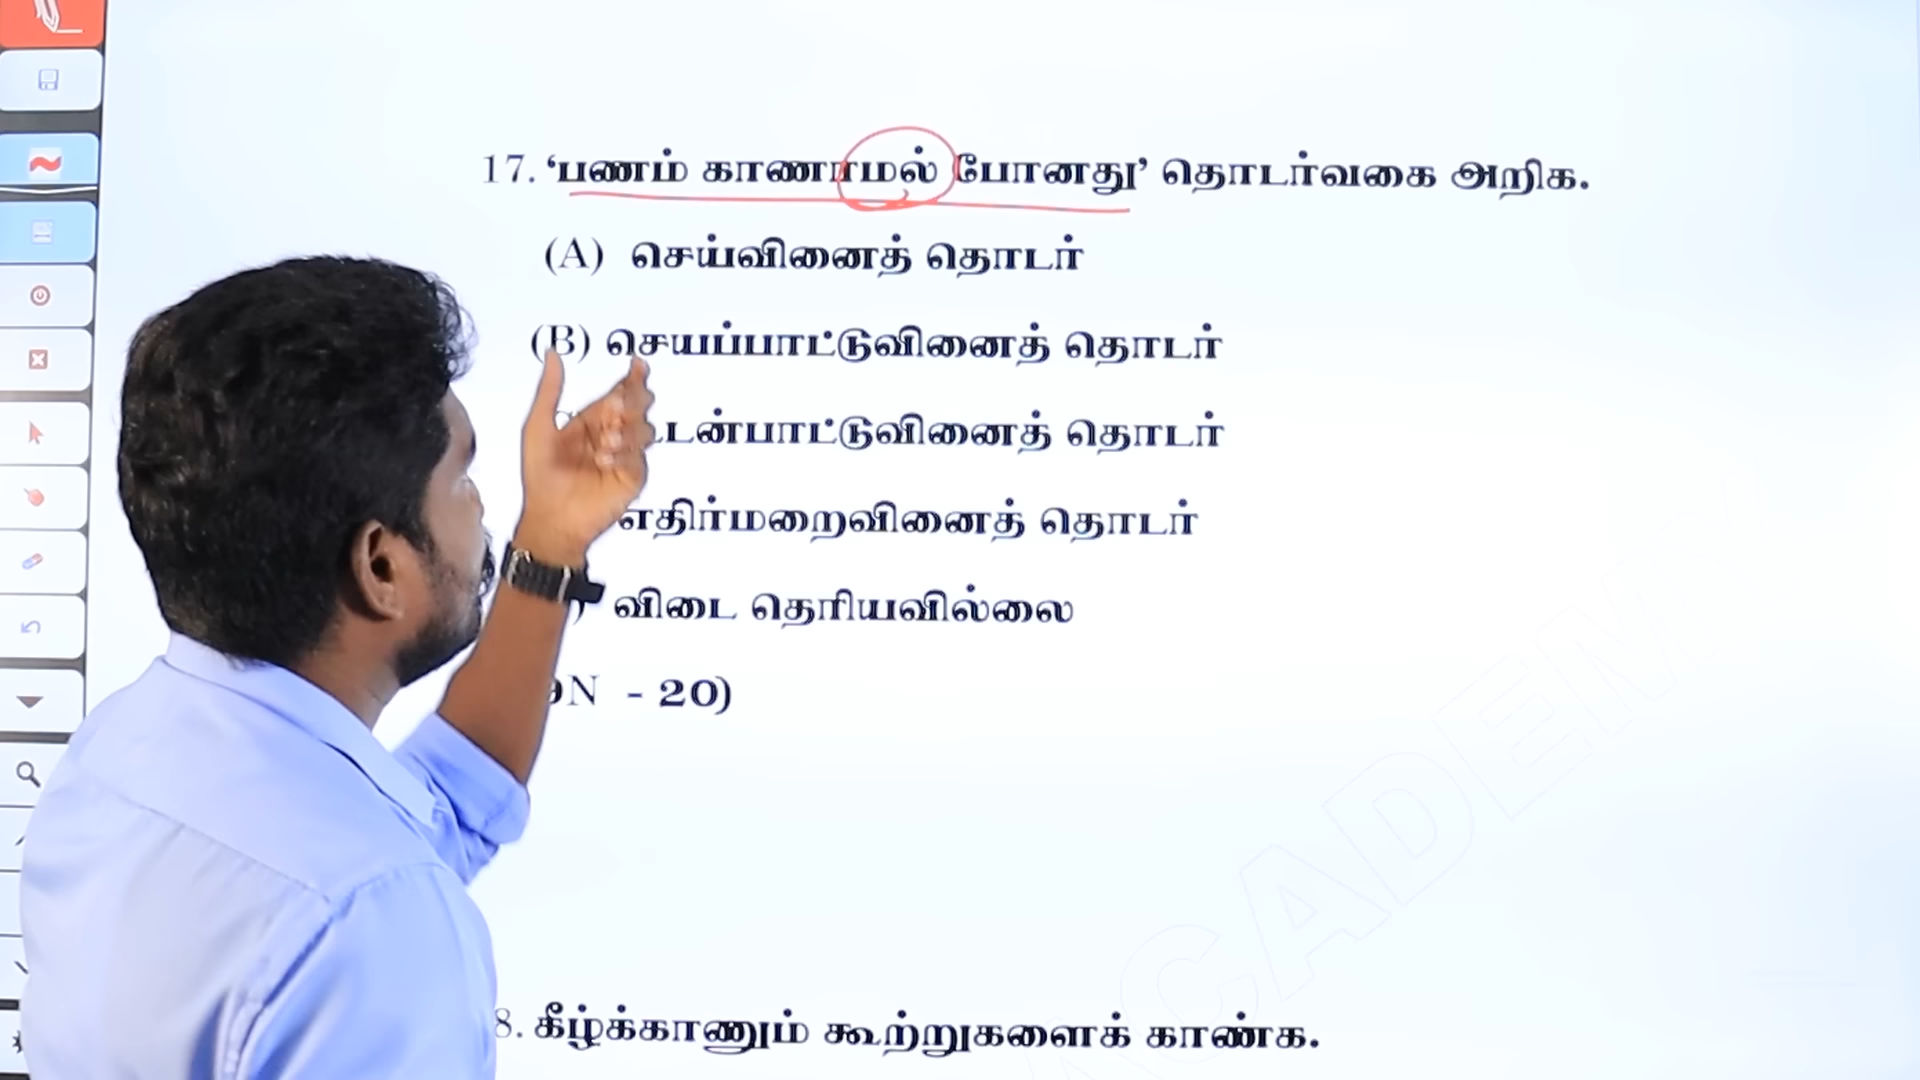 17. ‘பணம் காணாமல் போனது’ தொடர்வகை அறிக.
(A) செய்வினைத் தொடர்
(B) செயப்பாட்டுவினைத் தொடர்
டன்பாட்டுவினைத் தொடர்
எதிர்மறைவினைத் தொடர்
) விடை தெரியவில்லை
N - 20)
8. கீழ்க்காணும் கூற்றுகளைக் காண்க.
ACADEM